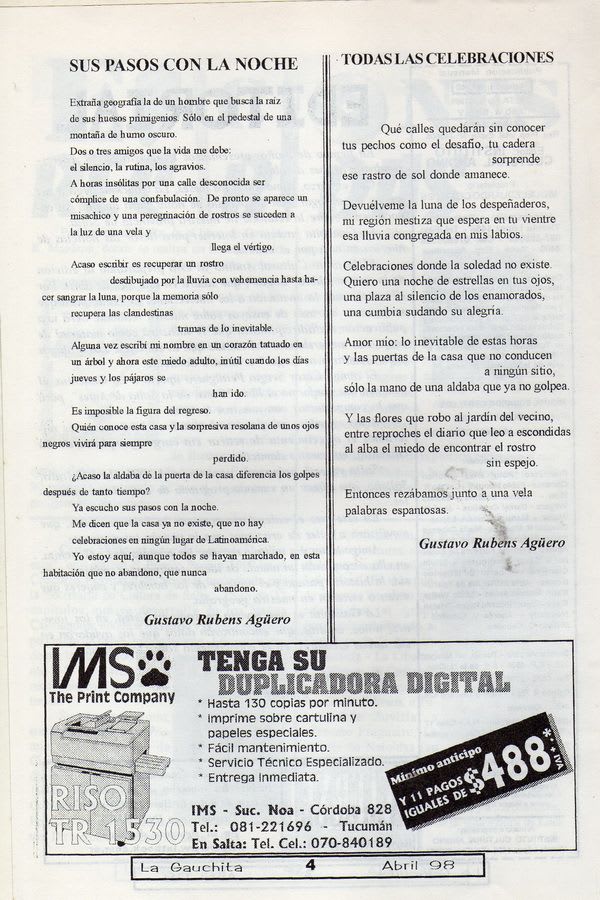 SUS PASOS CON LA NOCHE
Extraña geografía la de un hombre que busca la raíz
de sus huesos primigenios. Sólo en el pedestal de una
montaña de humo oscuro.
Dos o tres amigos que la vida me debe:
el silencio, la rutina, los agravios.
A horas insólitas por una calle desconocida ser
cómplice de una confabulación. De pronto se aparece un
misachico y una peregrinación de rostros se suceden a
la luz de una vela y
llega el vértigo.
Acaso escribir es recuperar un rostro
desdibujado por la lluvia con vehemencia hasta ha-
cer sangrar la luna, porque la memoria sólo
recupera las clandestinas
tramas de lo inevitable.
Alguna vez escribí mi nombre en un corazón tatuado en
un árbol y ahora este miedo adulto, inútil cuando los días
jueves y los pájaros se
han ido.
Es imposible la figura del regreso.
Quién conoce esta casa y la sorpresiva resolana de unos ojos
negros vivirá para siempre
perdido.
¿Acaso la aldaba de la puerta de la casa diferencia los golpes
después de tanto tiempo?
Ya escucho sus pasos con la noche.
Me dicen que la casa ya no existe, que no hay
celebraciones en ningún lugar de Latinoamérica.
Yo estoy aquí, aunque todos se hayan marchado, en esta
habitación que no abandono, que nunca
abandono.
Gustavo Rubens Agüero
TODAS LAS CELEBRACIONES
Qué calles quedarán sin conocer
tus pechos como el desafío, tu cadera
sorprende
ese rastro de sol donde amanece.
Devuélveme la luna de los despeñaderos,
mi región mestiza que espera en tu vientre
esa lluvia congregada en mis labios.
Celebraciones donde la soledad no existe.
Quiero una noche de estrellas en tus ojos,
una plaza al silencio de los enamorados,
una cumbia sudando su alegría.
Amor mío: lo inevitable de estas horas
y las puertas de la casa que no conducen
a ningún sitio,
sólo la mano de una aldaba que ya no golpea.
Y las flores que robo al jardín del vecino,
entre reproches el diario que leo a escondidas
al alba el miedo de encontrar el rostro
sin espejo.
Entonces rezábamos junto a una vela
palabras espantosas.
Gustavo Rubens Agüero
IMS
The Print Company
RISO
TR 1530
TENGA SU
DUPLICADORA DIGITAL
* Hasta 130 copias por minuto.
* Imprime sobre cartulina y
papeles especiales.
* Fácil mantenimiento.
* Servicio Técnico Especializado.
* Entrega Inmediata.
Mínimo anticipo
Y 11 PAGOS
IGUALES DE $488*
+ IVA
IMS - Suc. Noa - Córdoba 828
Tel.: 081-221696 - Tucumán
En Salta: Tel. Cel.: 070-840189
La Gauchita 4 Abril 98